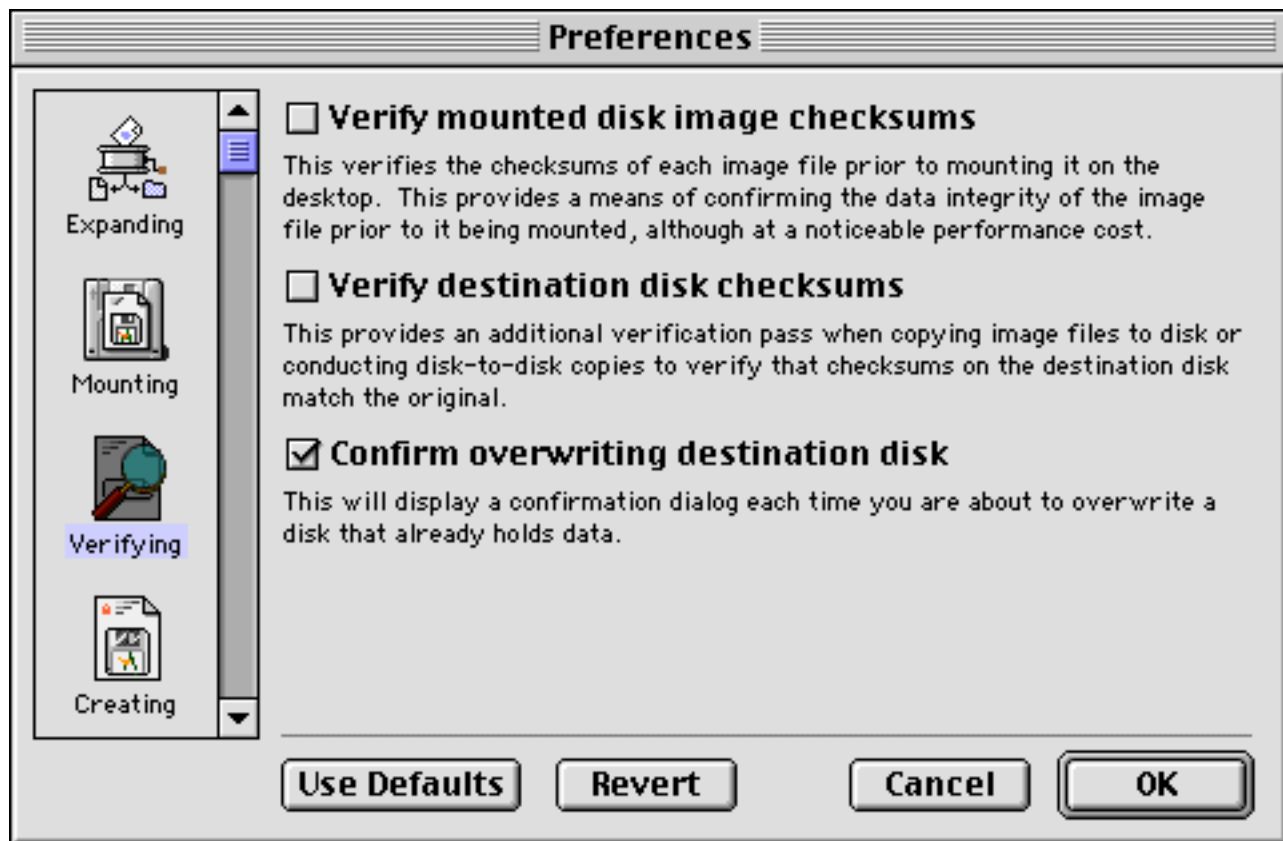 Preferences
Expanding
Mounting
Verifying
Creating
Verify mounted disk image checksums
This verifies the checksums of each image file prior to mounting it on the
desktop.  This provides a means of confirming the data integrity of the image
file prior to it being mounted, although at a noticeable performance cost.
Verify destination disk checksums
This provides an additional verification pass when copying image files to disk or
conducting disk-to-disk copies to verify that checksums on the destination disk
match the original.
Confirm overwriting destination disk
This will display a confirmation dialog each time you are about to overwrite a
disk that already holds data.
Use Defaults
Revert
Cancel
OK